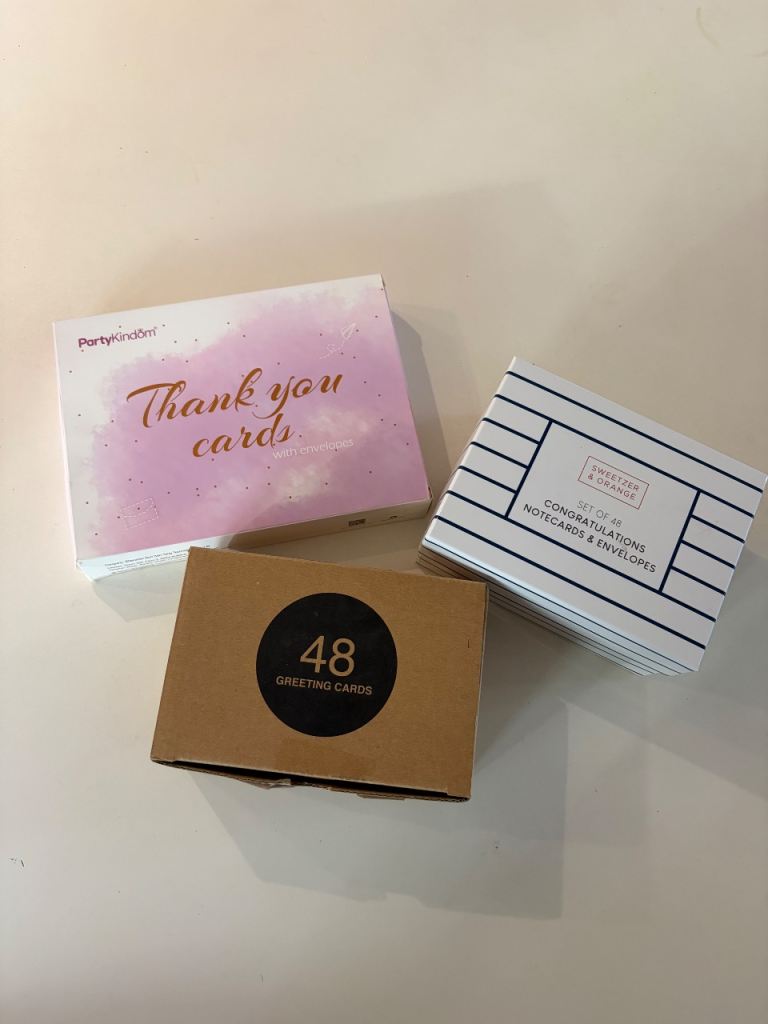 PartyKindom®
Thank you
cards
with envelopes
SWEETZER
& ORANGE
SET OF 48
CONGRATULATIONS
NOTECARDS & ENVELOPES
48
GREETING CARDS